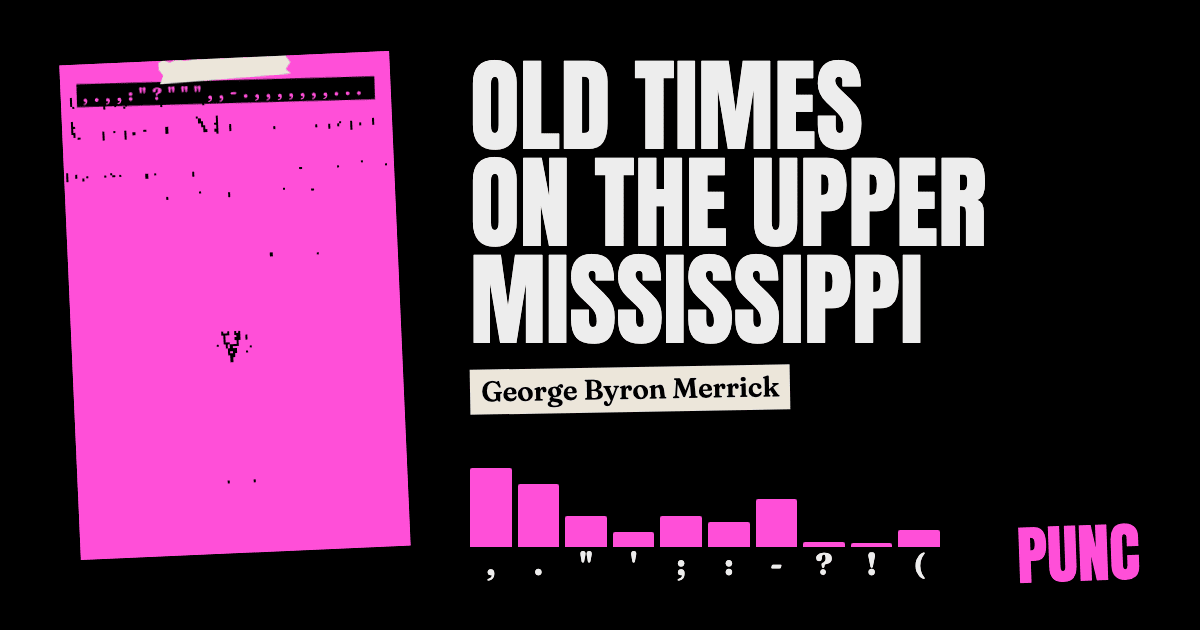 ,.,,:"?""",,-.,,,,,,,,...
OLD TIMES
ON THE UPPER
MISSISSIPPI
George Byron Merrick
, . " ' ; : - ? ! (
PUNC